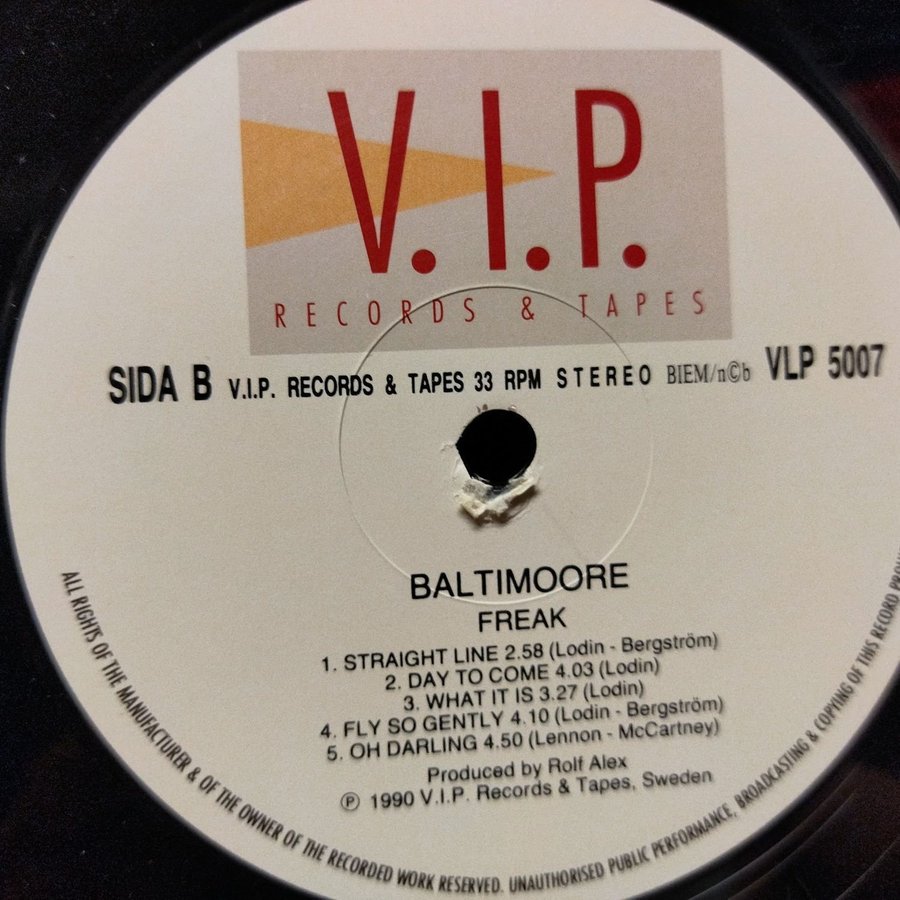 V.I.P.
RECORDS & TAPES
SIDA B V.I.P. RECORDS & TAPES 33 RPM STEREO BIEM/n©b VLP 5007
BALTIMOORE
FREAK
1. STRAIGHT LINE 2.58 (Lodin - Bergström)
2. DAY TO COME 4.03 (Lodin)
3. WHAT IT IS 3.27 (Lodin)
4. FLY SO GENTLY 4.10 (Lodin - Bergström)
5. OH DARLING 4.50 (Lennon - McCartney)
Produced by Rolf Alex
℗ 1990 V.I.P. Records & Tapes, Sweden
ALL RIGHTS OF THE MANUFACTURER & OF THE OWNER OF THE RECORDED WORK RESERVED. UNAUTHORISED PUBLIC PERFORMANCE, BROADCASTING & COPYING OF THIS RECORD